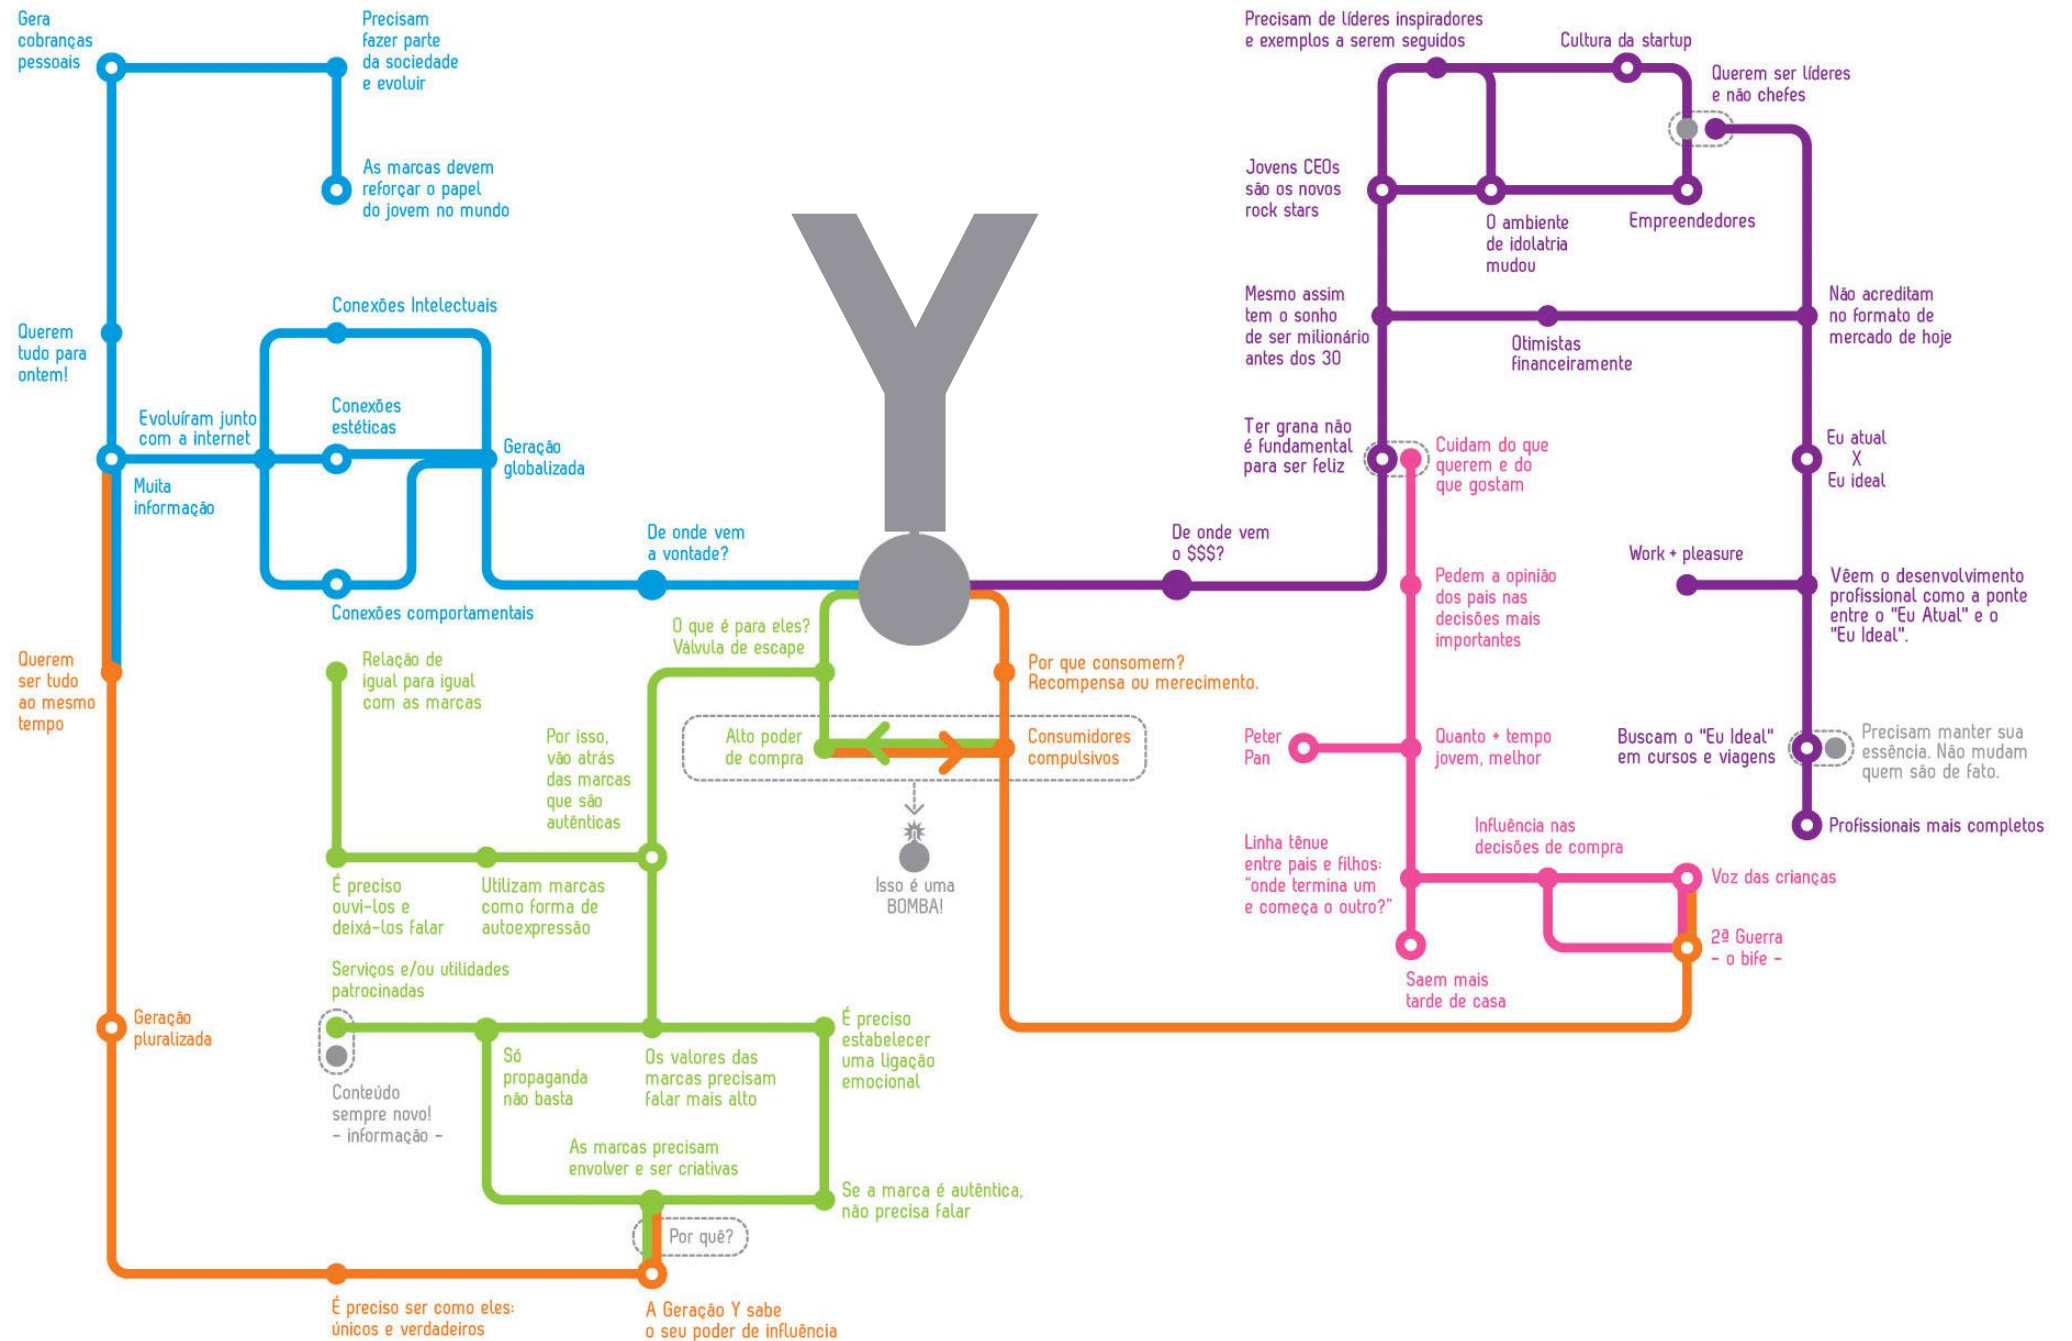 Gera
cobranças
pessoais
Precisam
fazer parte
da sociedade
e evoluir
As marcas devem
reforçar o papel
do jovem no mundo
Querem
tudo para
ontem!
Conexões Intelectuais
Evoluíram junto
com a internet
Conexões
estéticas
Geração
globalizada
Muita
informação
Conexões comportamentais
De onde vem
a vontade?
Y
De onde vem
o $$$?
Precisam de líderes inspiradores
e exemplos a serem seguidos
Cultura da startup
Querem ser líderes
e não chefes
Jovens CEOs
são os novos
rock stars
O ambiente
de idolatria
mudou
Empreendedores
Mesmo assim
tem o sonho
de ser milionário
antes dos 30
Otimistas
financeiramente
Não acreditam
no formato de
mercado de hoje
Ter grana não
é fundamental
para ser feliz
Cuidam do que
querem e do
que gostam
Eu atual
X
Eu ideal
Work + pleasure
Vêem o desenvolvimento
profissional como a ponte
entre o "Eu Atual" e o
"Eu Ideal".
Pedem a opinião
dos pais nas
decisões mais
importantes
Peter
Pan
Quanto + tempo
jovem, melhor
Buscam o "Eu Ideal"
em cursos e viagens
Precisam manter sua
essência. Não mudam
quem são de fato.
Profissionais mais completos
Linha tênue
entre pais e filhos:
"onde termina um
e começa o outro?"
Influência nas
decisões de compra
Voz das crianças
2ª Guerra
- o bife -
Saem mais
tarde de casa
O que é para eles?
Válvula de escape
Por que consomem?
Recompensa ou merecimento.
Alto poder
de compra
Consumidores
compulsivos
Isso é uma
BOMBA!
Querem
ser tudo
ao mesmo
tempo
Relação de
igual para igual
com as marcas
Por isso,
vão atrás
das marcas
que são
autênticas
É preciso
ouvi-los e
deixá-los falar
Utilizam marcas
como forma de
autoexpressão
Serviços e/ou utilidades
patrocinadas
Geração
pluralizada
Conteúdo
sempre novo!
- informação -
Só
propaganda
não basta
Os valores das
marcas precisam
falar mais alto
É preciso
estabelecer
uma ligação
emocional
As marcas precisam
envolver e ser criativas
Se a marca é autêntica,
não precisa falar
Por quê?
É preciso ser como eles:
únicos e verdadeiros
A Geração Y sabe
o seu poder de influência